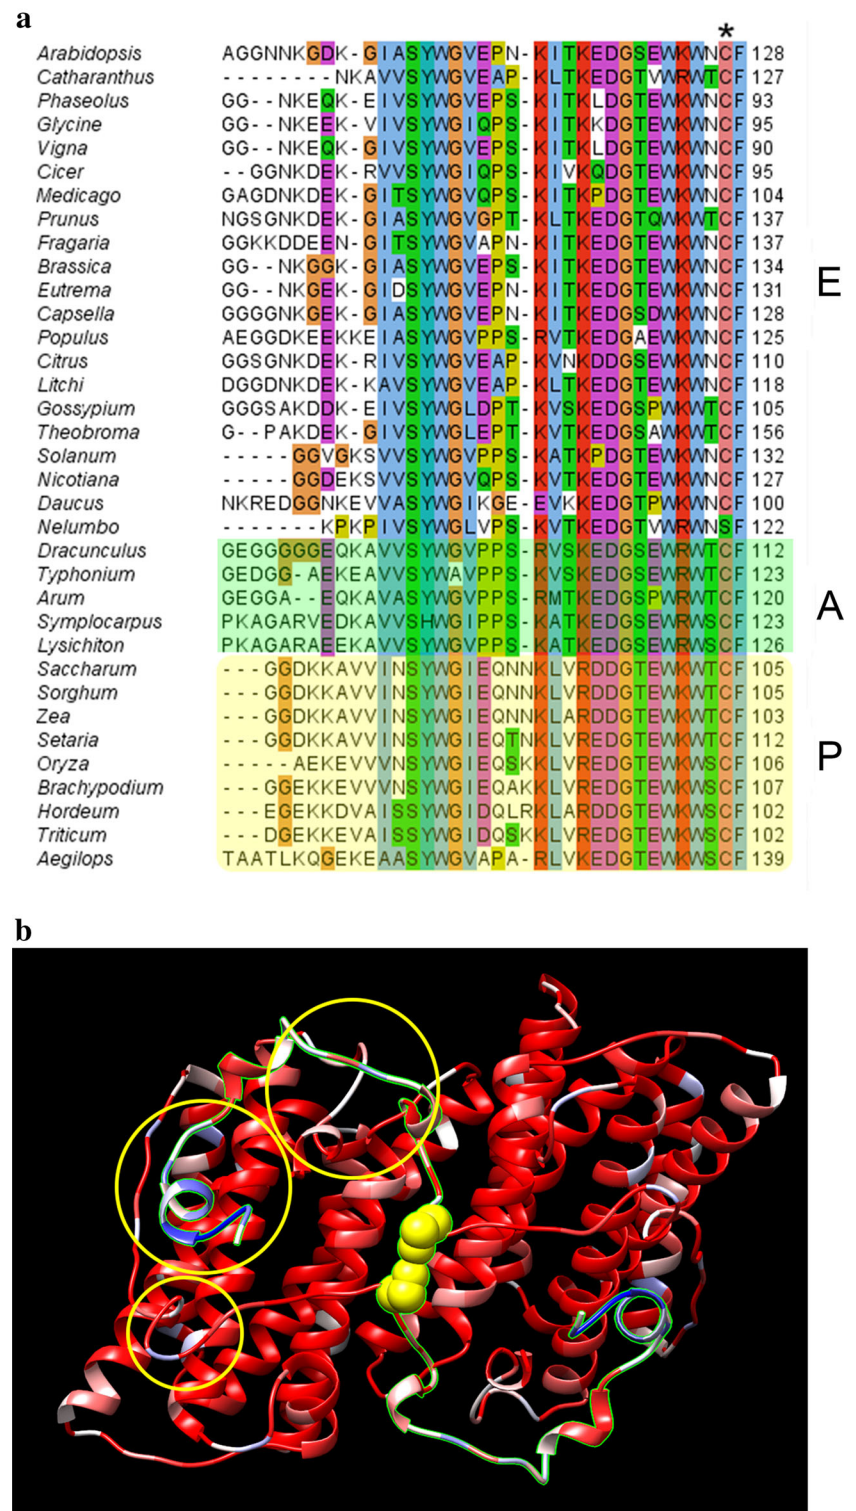 a
*
Arabidopsis AGGNNKGDK-GIASYWGVEPN-KITKEDGSEWKWNCF 128
Catharanthus --------NKAVVSYWGVEAP-KLTKEDGTVWRWTCF 127
Phaseolus GG--NKEQK-EIVSYWGVEPS-KITKLDGTEWKWNCF 93
Glycine GG--NKEEK-VIVSYWGIQPS-KITKKDGTEWKWNCF 95
Vigna GG--NKEQK-GIVSYWGVEPS-KITKLDGTEWKWNCF 90
Cicer --GGNKDEK-RVVSYWGIQPS-KIVKQDGTEWKWNCF 95
Medicago GAGDNKDEK-GITSYWGVQPS-KITKPDGTEWKWNCF 104
Prunus NGSGNKDEK-GIASYWGVGPT-KLTKEDGTQWKWTCF 137
Fragaria GGKKDDEEN-GITSYWGVAPN-KITKEDGTEWKWNCF 137
Brassica GG--NKGGK-GIASYWGVEPS-KITKEDGTEWKWNCF 134
Eutrema GG--NKGEK-GIDSYWGVEPN-KITKEDGTEWKWNCF 131
Capsella GGGGNKGEK-GIASYWGVEPN-KITKEDGSDWKWNCF 128
Populus AEGGDKEEKKEIASYWGVPPS-RVTKEDGAEWKWNCF 125
Citrus GGSGNKDEK-RIVSYWGVEAP-KVNKDDGSEWKWNCF 110
Litchi DGGDNKDEK-KAVSYWGVEAP-KLTKEDGTEWKWNCF 118
Gossypium GGGSAKDDK-EIVSYWGLDPT-KVSKEDGSPWKWTCF 105
Theobroma G--PAKDEK-GIVSYWGLEPT-KVTKEDGSAWKWTCF 156
Solanum -----GGVGKSVVSYWGVPPS-KATKPDGTEWKWNCF 132
Nicotiana -----GGDEKSVVSYWGVQPS-KATKEDGTEWKWNCF 127
Daucus NKREDGGNKEVVASYWGIKGE-EVKKEDGTPWKWNCF 100
Nelumbo -------KPKPIVSYWGLVPS-KVTKEDGTVWRWNSF 122
Dracunculus GEGGGGGGEQKAVVSYWGVPPS-RVSKEDGSEWRWTCF 112
Typhonium GEDGG-AEKEAVVSYWAVPPS-KVSKEDGSEWRWTCF 123
Arum GEGGA--EQKAVASYWGVPPS-RMTKEDGSPWRWTCF 120
Symplocarpus PKAGARVEDKAVVSHWGIPPS-KATKEDGSEWRWSCF 123
Lysichiton PKAGARAEEKAVVSYWGIPPS-KATKEDGSEWRWSCF 126
Saccharum ---GGDKKAVVINSYWGIEQNNKLVRDDGTEWKWTCF 105
Sorghum ---GGDKKAVVINSYWGIEQNNKLVRDDGTEWKWTCF 105
Zea ---GGDKKAVVINSYWGIEQNNKLARDDGTEWKWTCF 103
Setaria ---GGDKKAVVINSYWGIEQTNKLVREDGTEWKWTCF 112
Oryza -----AEKEVVVNSYWGIEQSKKLVREDGTEWKWSCF 106
Brachypodium ---GGEKKEVVVNSYWGIEQAKKLVREDGTEWKWSCF 107
Hordeum ---EGEKKDVAISSYWGIDQLRKLARDDGTEWKWSCF 102
Triticum ---DGEKKEVAISSYWGIDQSKKLVREDGTEWKWSCF 102
Aegilops TAATLKQGEKEAASYWGVAPA-RLVKEDGTEWKWSCF 139
E
A
P
b